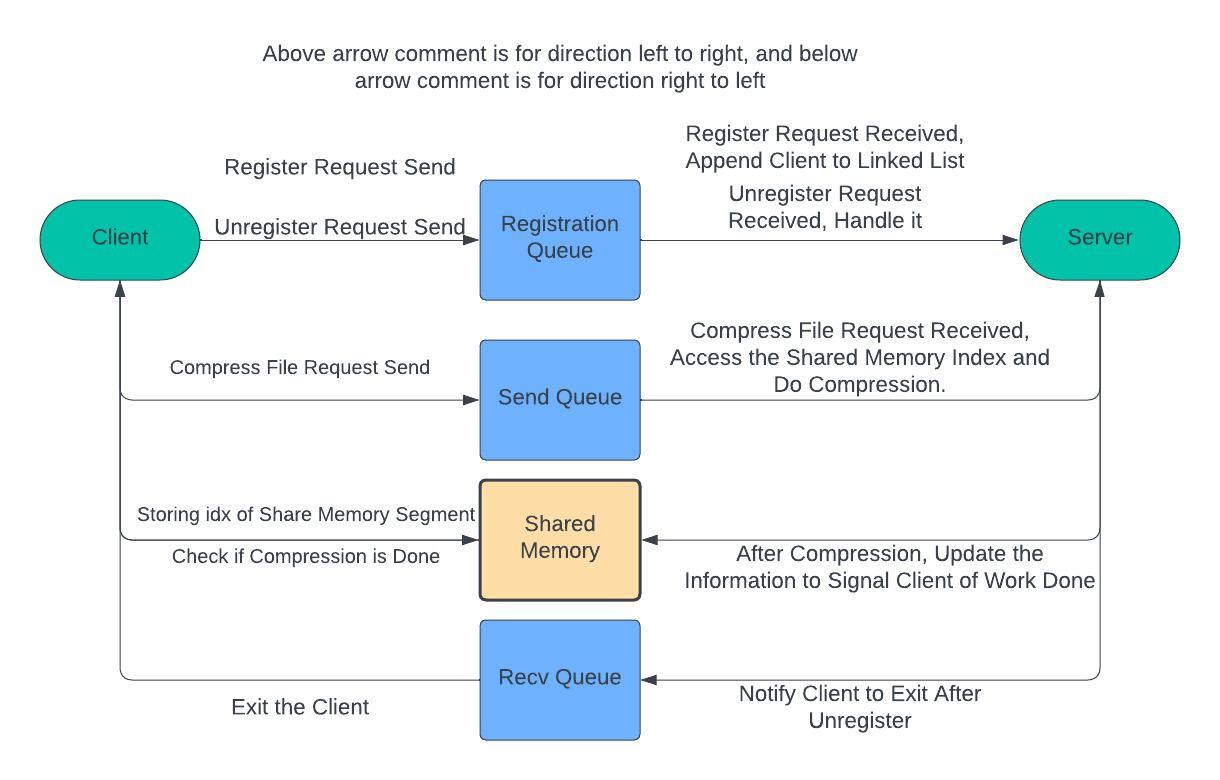 Above arrow comment is for direction left to right, and below
arrow comment is for direction right to left
Register Request Received,
Append Client to Linked List
Register Request Send
Unregister Request
Received, Handle it
Unregister Request Send
Registration
Queue
Client
Server
Compress File Request Received,
Access the Shared Memory Index and
Do Compression.
Compress File Request Send
Send Queue
Storing idx of Share Memory Segment
Shared
Memory
Check if Compression is Done
After Compression, Update the
Information to Signal Client of Work Done
Recv Queue
Exit the Client
Notify Client to Exit After
Unregister